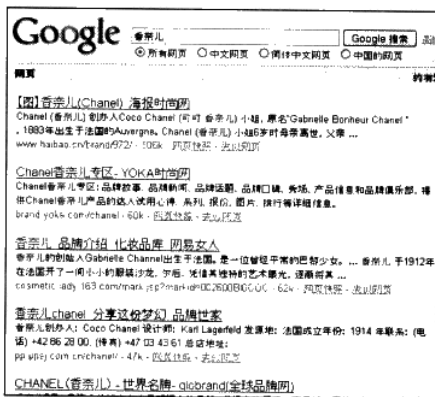 Google
香奈儿
Google 搜索
所有网页 中文网页 简体中文网页 中国的网页
网页
[图]香奈儿(Chanel)_海报时尚网
Chanel (香奈儿) 创办人Coco Chanel (可可 香奈儿) 小姐, 原名"Gabrielle Bonheur Chanel"
, 1983年出生于法国的Auvergne。Chanel (香奈儿) 小姐6岁时母亲离世, 父亲 ...
www.haibao.cn/brand/972/ - 106k - 网页快照 - 类似网页
Chanel香奈儿专区- YOKA时尚网
Chanel香奈儿专区: 品牌故事、品牌新闻、品牌话题、品牌口碑、秀场、产品信息和品牌俱乐部, 提
供Chanel香奈儿产品的达人试用心得、系列、报价、图片、排行等详细信息。
brand.yoka.com/chanel - 60k - 网页快照 - 类似网页
香奈儿_品牌介绍_化妆品库_网易女人
香奈儿的创始人Gabrielle Channel出生于法国。是一位曾经平常的巴黎少女。 ... 香奈儿 于1912年
在法国开了一间小小的服装沙龙, 尔后, 凭借其独特的艺术曝光, 逐渐将其 ...
62k - 网页快照 - 类似网页
香奈儿chanel_分享这份梦幻_品牌世家
香奈儿创办人: Coco Chanel 设计师: Karl Lagerfeld 发源地: 法国成立年份: 1914 年联系: (电
话) +42 86 28 00, (传真) +47 03 43 61 总店地址:
47k - 网页快照 - 类似网页
CHANEL(香奈儿) - 世界名牌- gicbrand(全球品牌网)